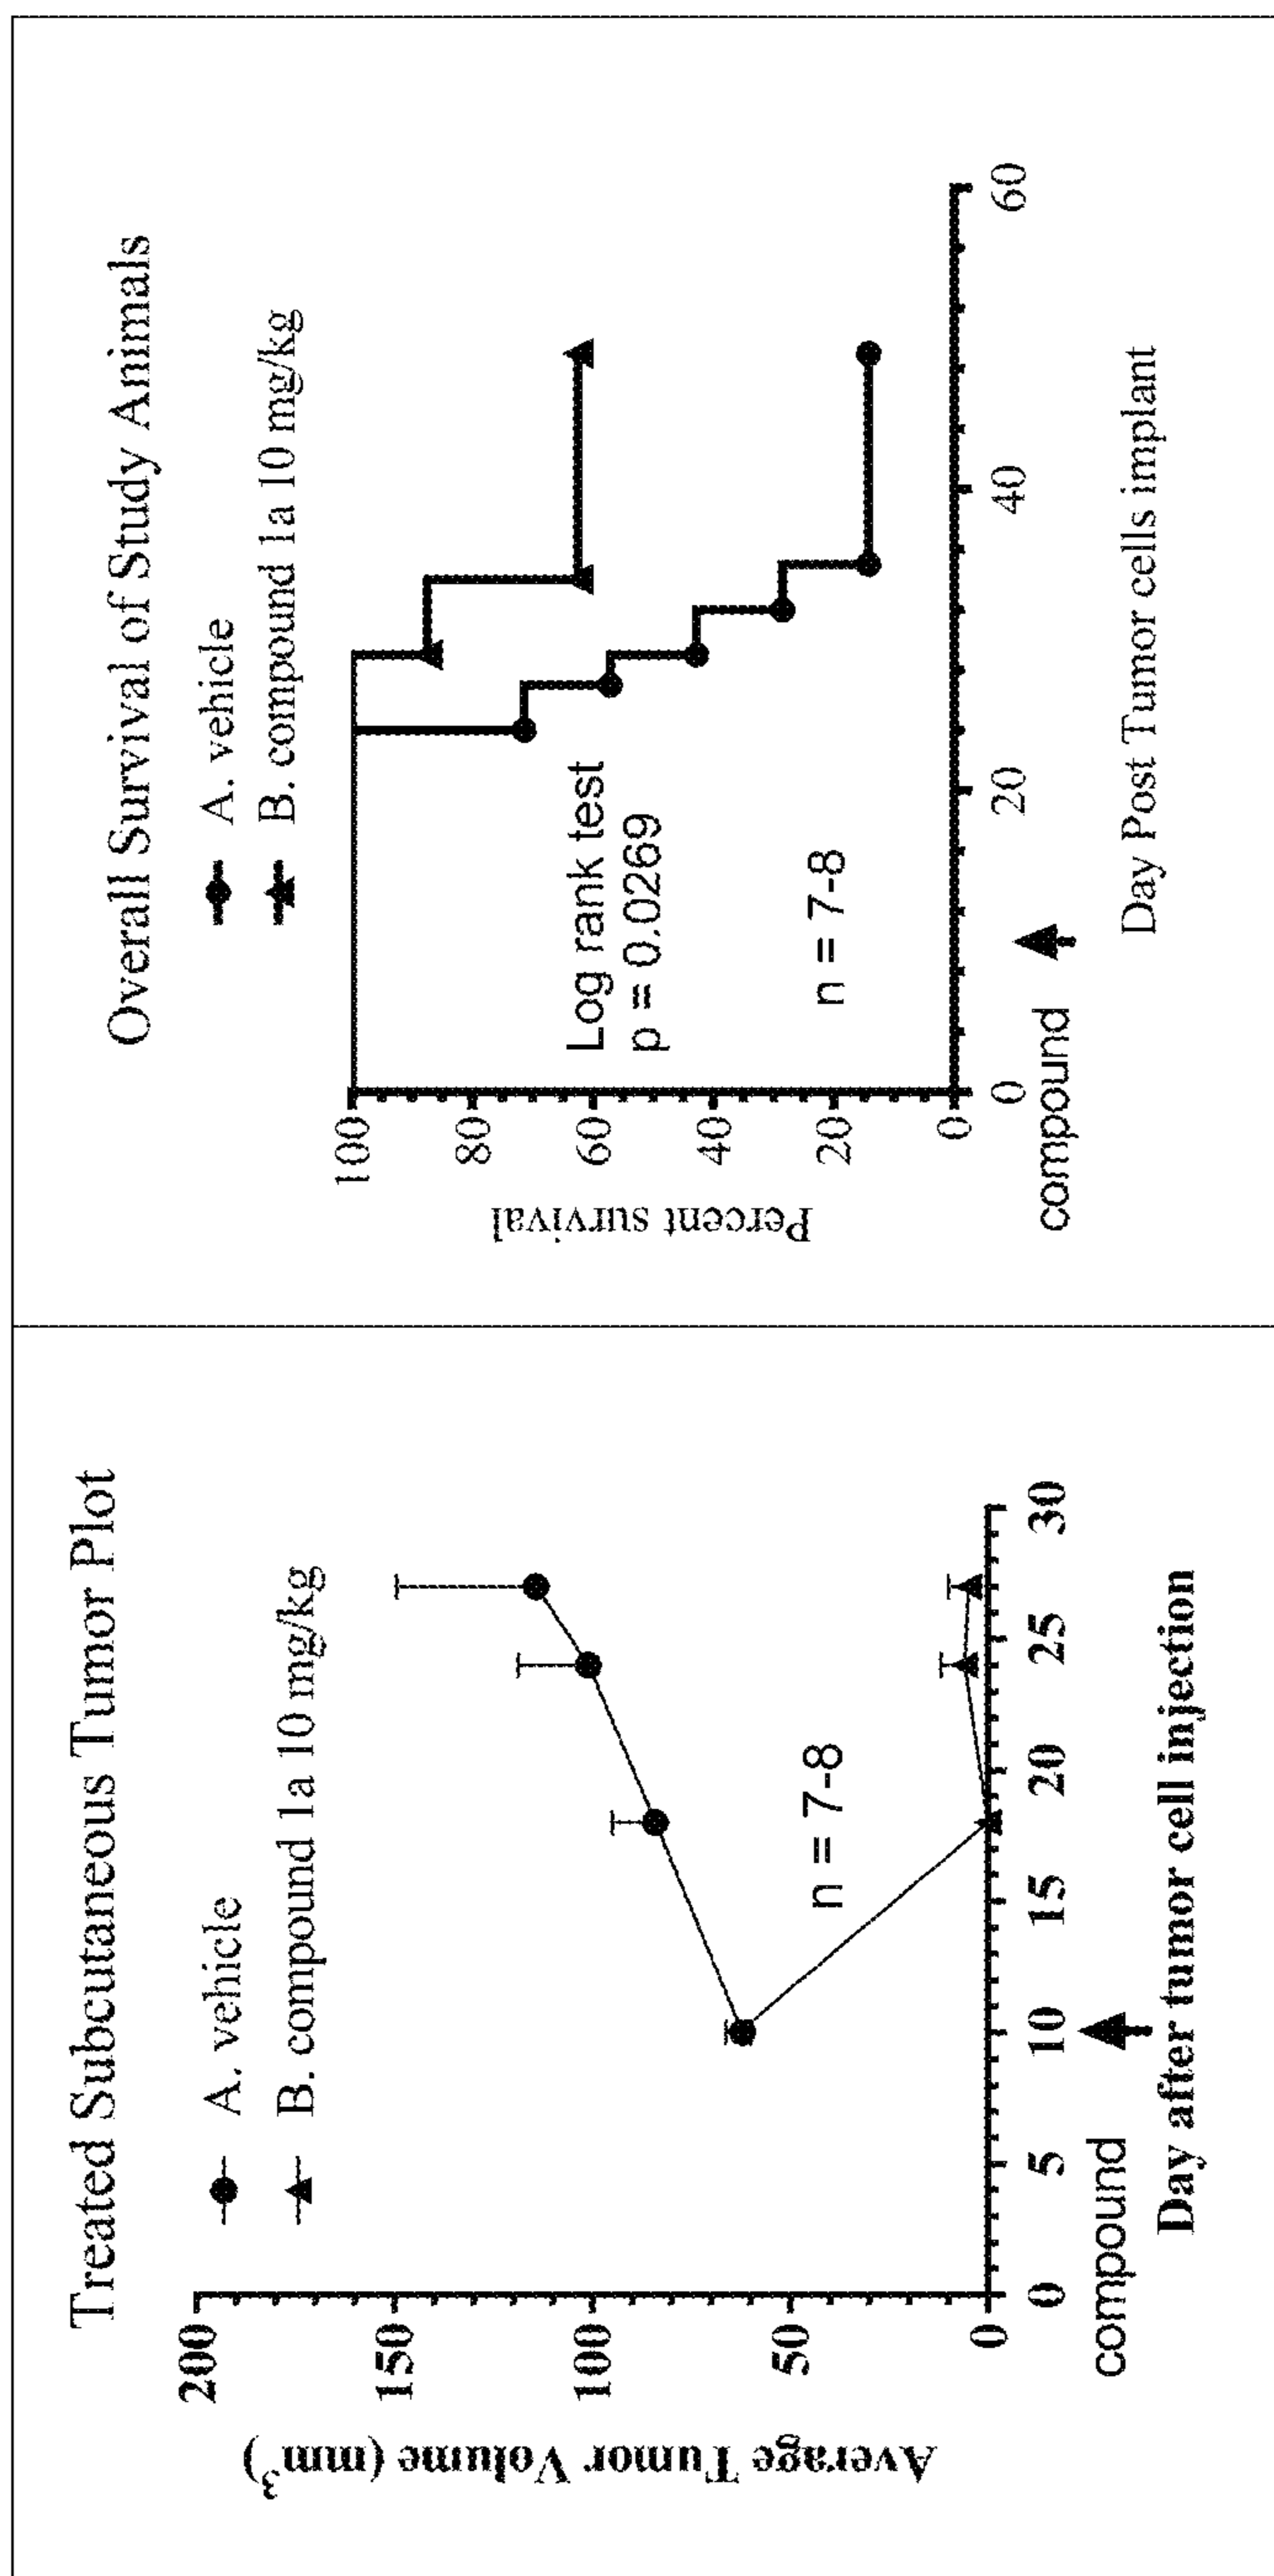 Treated Subcutaneous Tumor Plot
A. vehicle
B. compound 1a 10 mg/kg
Average Tumor Volume (mm3)
200
150
100
50
0
n = 7-8
0 5 10 15 20 25 30
compound
Day after tumor cell injection
Overall Survival of Study Animals
A. vehicle
B. compound 1a 10 mg/kg
Percent survival
100
80
60
40
20
0
Log rank test
p = 0.0269
n = 7-8
0 20 40 60
compound
Day Post Tumor cells implant